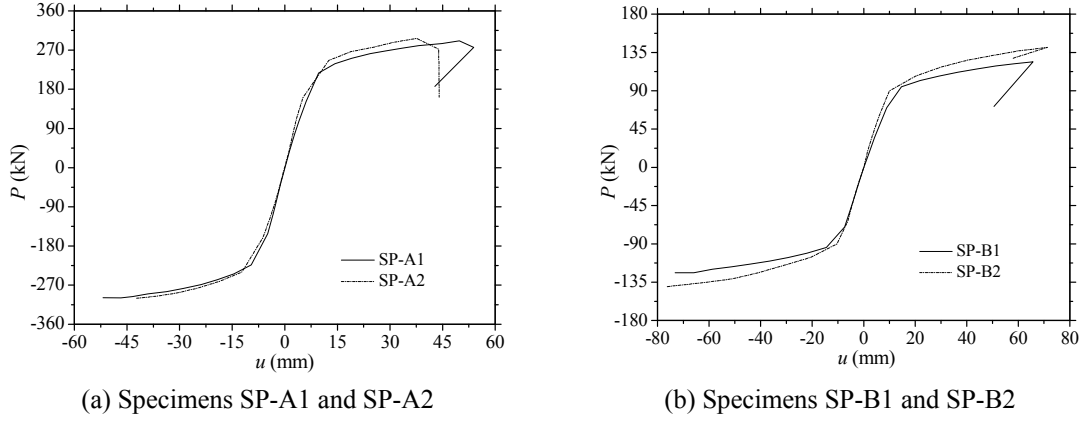 360
270
180
90
0
-90
-180
-270
-360
P (kN)
-60 -45 -30 -15 0 15 30 45 60
u (mm)
SP-A1
SP-A2
(a) Specimens SP-A1 and SP-A2
180
135
90
45
0
-45
-90
-135
-180
P (kN)
-80 -60 -40 -20 0 20 40 60 80
u (mm)
SP-B1
SP-B2
(b) Specimens SP-B1 and SP-B2